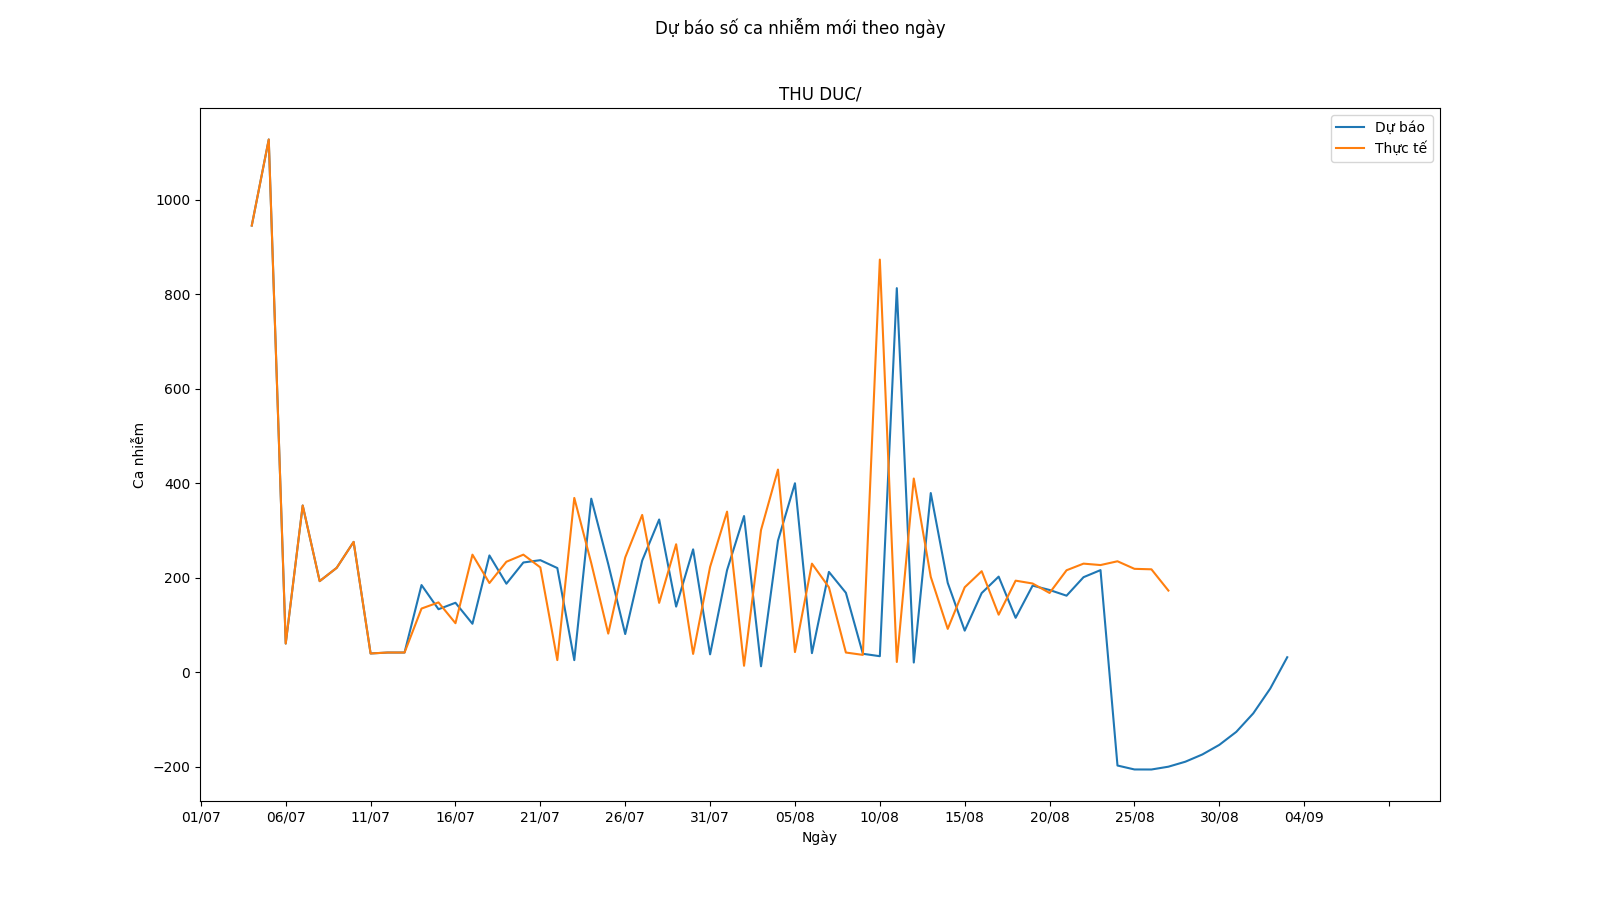 Dự báo số ca nhiễm mới theo ngày
THU DUC/
Dự báo
Thực tế
Ca nhiễm
1000
800
600
400
200
0
−200
01/07 06/07 11/07 16/07 21/07 26/07 31/07 05/08 10/08 15/08 20/08 25/08 30/08 04/09
Ngày